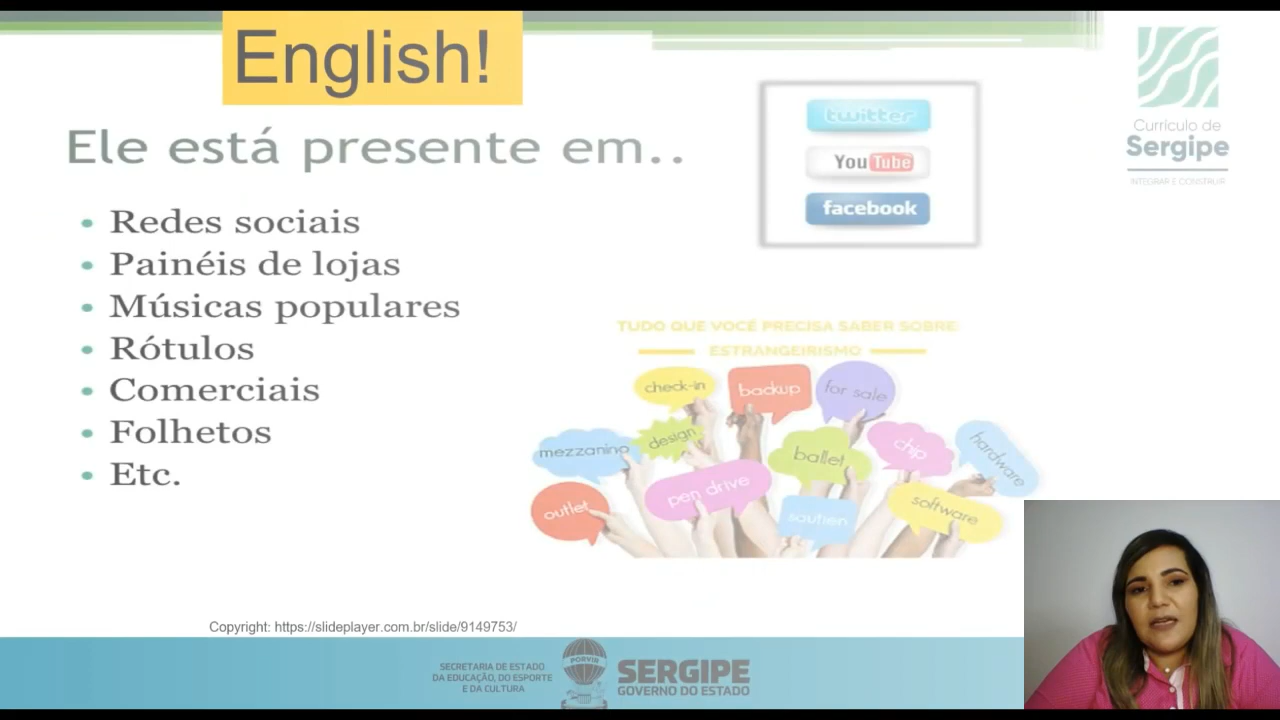 English!
Ele está presente em..
• Redes sociais
• Painéis de lojas
• Músicas populares
• Rótulos
• Comerciais
• Folhetos
• Etc.
twitter
YouTube
facebook
Currículo de
Sergipe
INTEGRAR E CONSTRUIR
TUDO QUE VOCÊ PRECISA SABER SOBRE
ESTRANGEIRISMO
check-in
backup
for sale
mezzanino
design
ballet
chip
hardware
outlet
pen drive
soutien
software
Copyright: https://slideplayer.com.br/slide/9149753/
SECRETARIA DE ESTADO
DA EDUCAÇÃO, DO ESPORTE
E DA CULTURA
PORVIR
SERGIPE
GOVERNO DO ESTADO